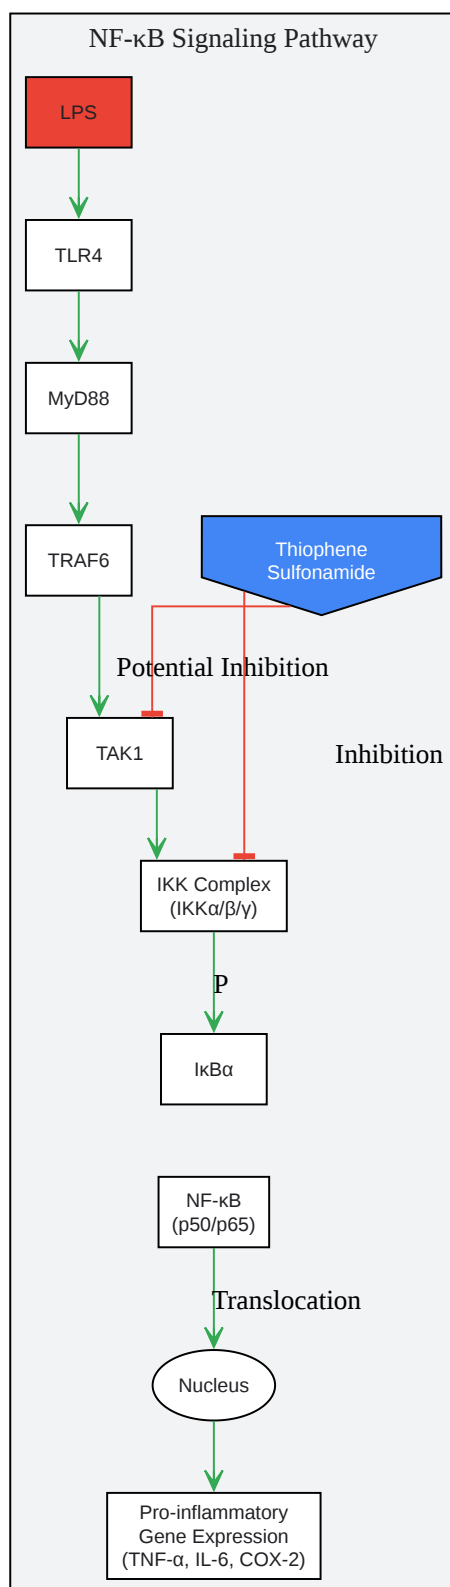 NF-κB Signaling Pathway
LPS
TLR4
MyD88
TRAF6
Thiophene
Sulfonamide
Potential Inhibition
TAK1
Inhibition
IKK Complex
(IKKα/β/γ)
P
IκBα
NF-κB
(p50/p65)
Translocation
Nucleus
Pro-inflammatory
Gene Expression
(TNF-α, IL-6, COX-2)